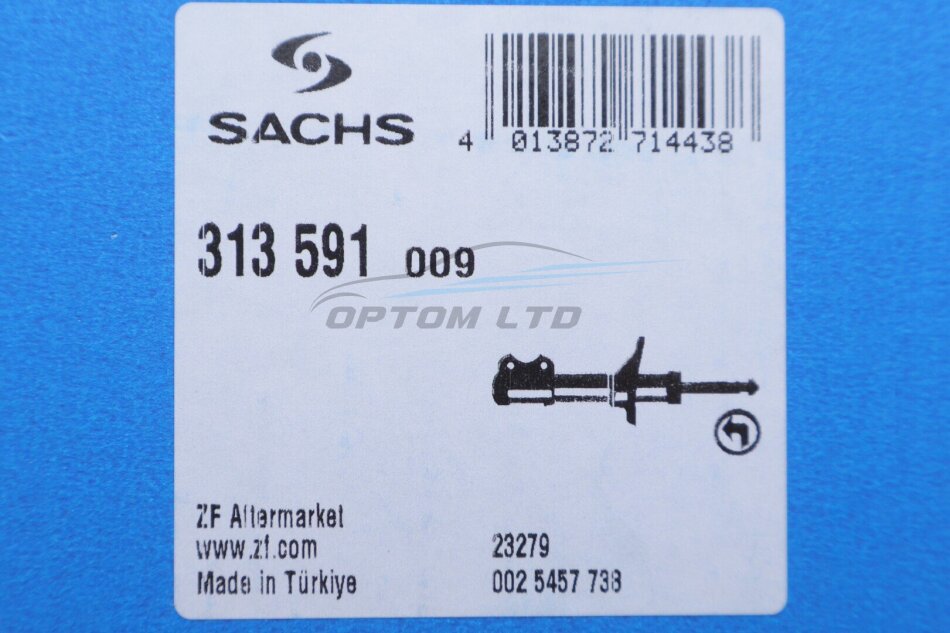 SACHS
4 013872 714438
313 591 009
OPTOM LTD
ZF Aftermarket
www.zf.com
Made in Türkiye
23279
002 5457 738